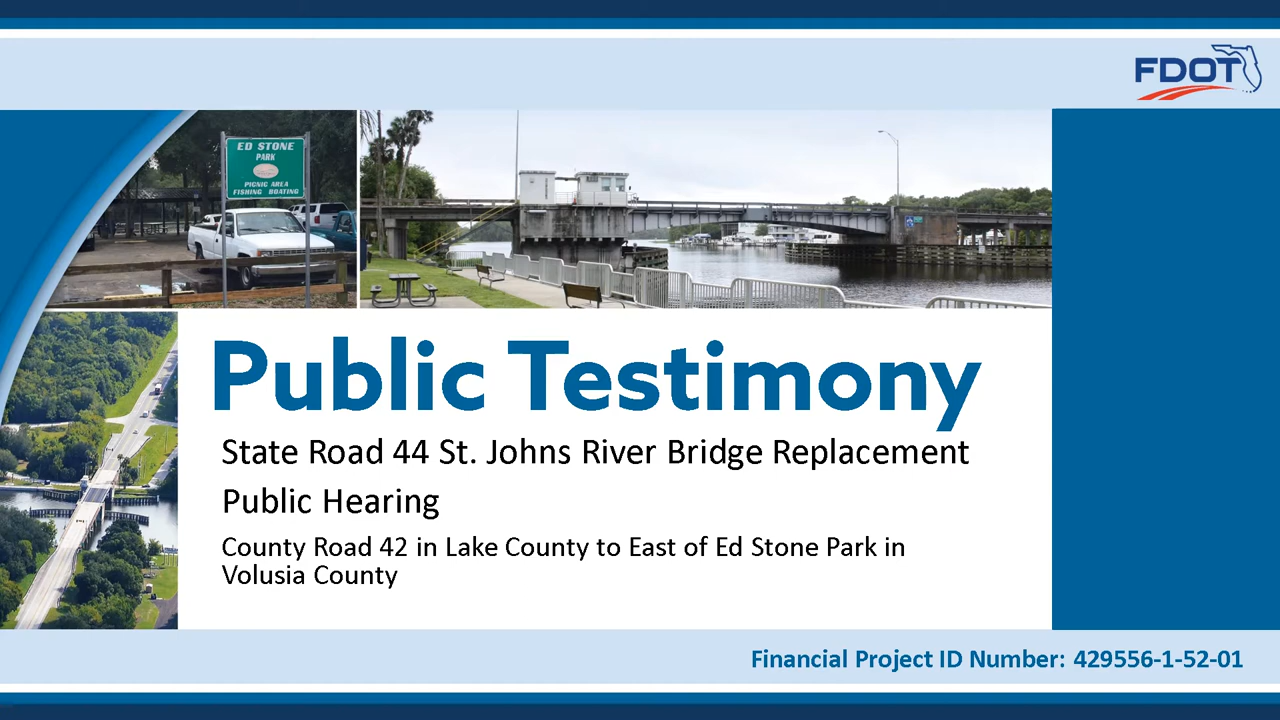 FDOT
ED STONE
PARK
PICNIC AREA
FISHING BOATING
Public Testimony
State Road 44 St. Johns River Bridge Replacement
Public Hearing
County Road 42 in Lake County to East of Ed Stone Park in
Volusia County
Financial Project ID Number: 429556-1-52-01